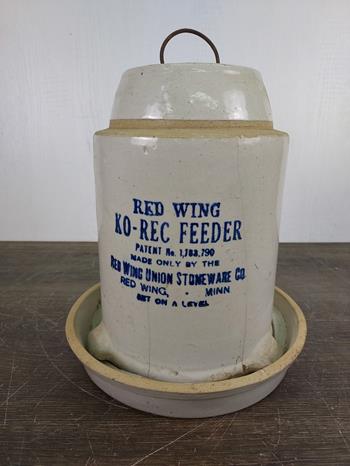 RED WING
KO-REC FEEDER
PATENT No. 1,783,790
MADE ONLY BY THE
RED WING UNION STONEWARE CO.
RED WING, - MINN
SET ON A LEVEL